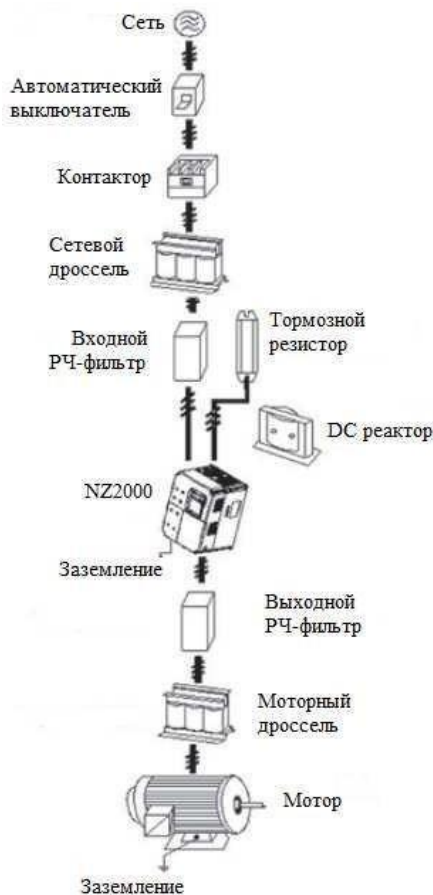 Сеть
Автоматический
выключатель
Контактор
Сетевой
дроссель
Входной
РЧ-фильтр
Тормозной
резистор
DC реактор
NZ2000
Заземление
Выходной
РЧ-фильтр
Моторный
дроссель
Мотор
Заземление